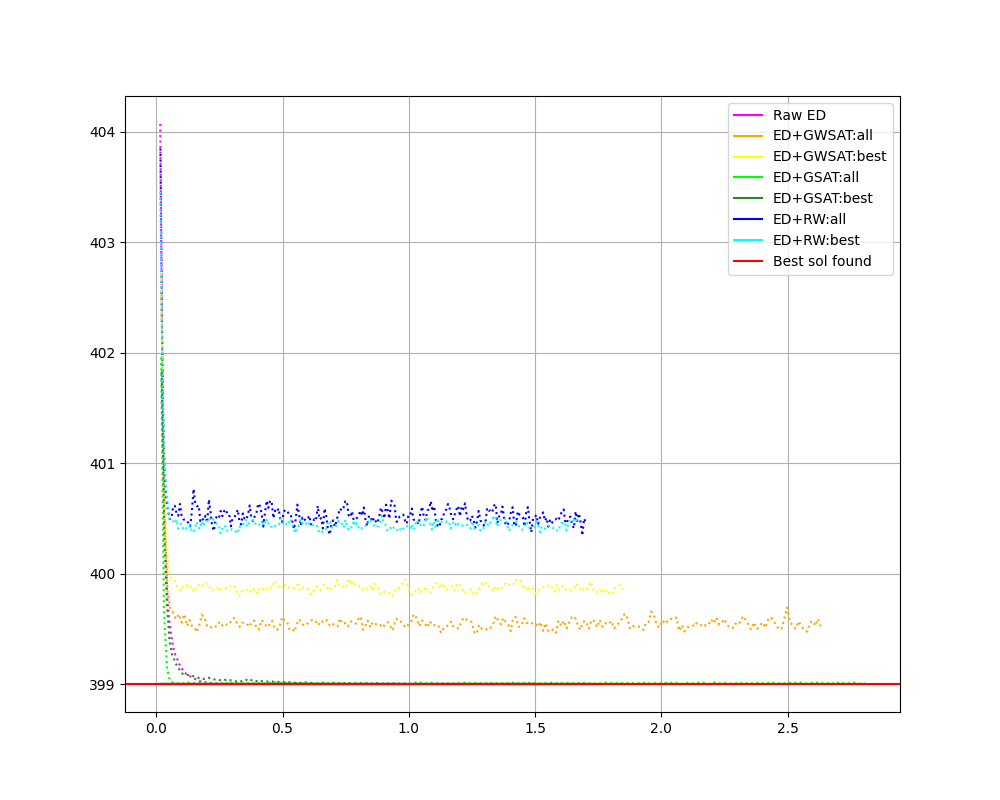 404
403
402
401
400
399
0.0
0.5
1.0
1.5
2.0
2.5
Raw ED
ED+GWSAT:all
ED+GWSAT:best
ED+GSAT:all
ED+GSAT:best
ED+RW:all
ED+RW:best
Best sol found